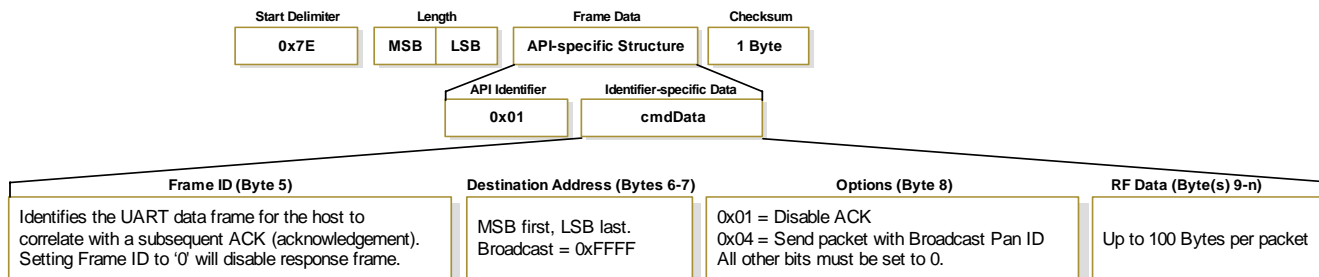 Start Delimiter
Length
Frame Data
Checksum
0x7E
MSB
LSB
API-specific Structure
1 Byte
API Identifier
Identifier-specific Data
0x01
cmdData
Frame ID (Byte 5)
Identifies the UART data frame for the host to
correlate with a subsequent ACK (acknowledgement).
Setting Frame ID to ‘0’ will disable response frame.
Destination Address (Bytes 6-7)
MSB first, LSB last.
Broadcast = 0xFFFF
Options (Byte 8)
0x01 = Disable ACK
0x04 = Send packet with Broadcast Pan ID
All other bits must be set to 0.
RF Data (Byte(s) 9-n)
Up to 100 Bytes per packet